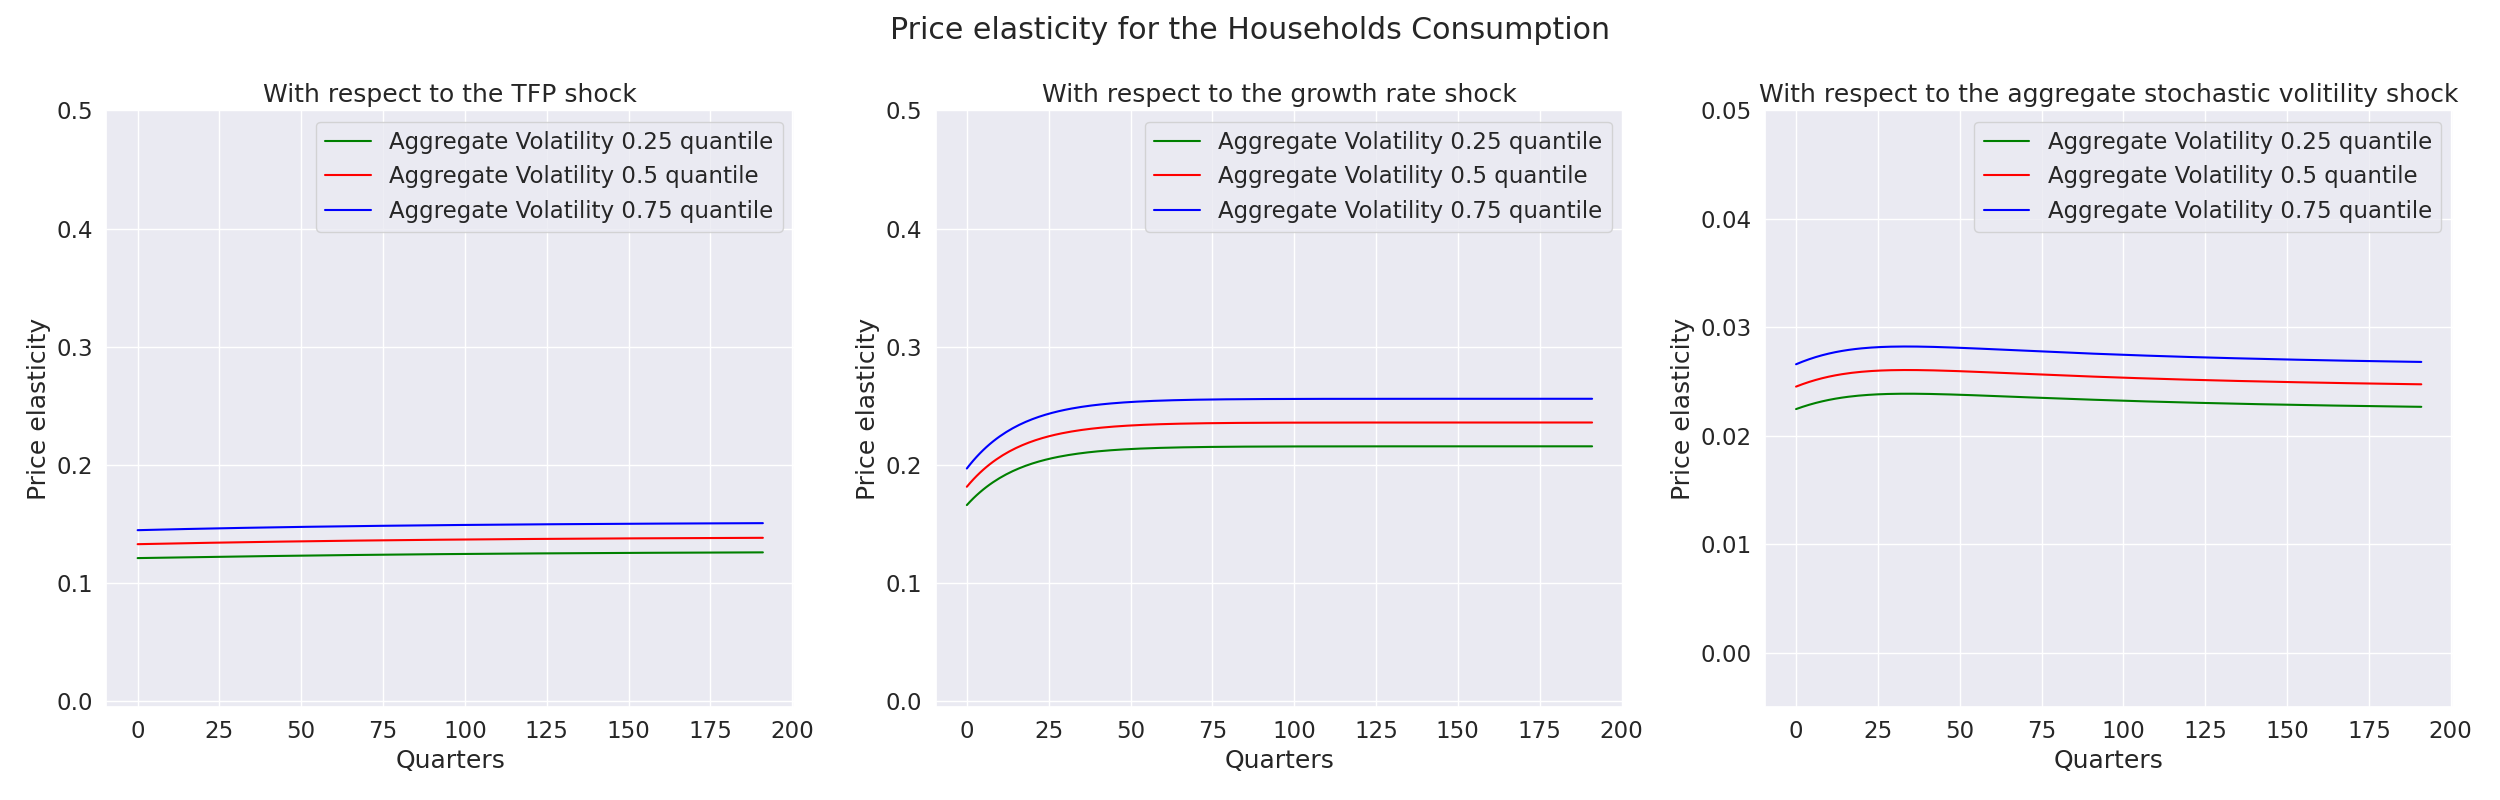 Price elasticity for the Households Consumption
With respect to the TFP shock
0.5
0.4
0.3
0.2
0.1
0.0
Price elasticity
Aggregate Volatility 0.25 quantile
Aggregate Volatility 0.5 quantile
Aggregate Volatility 0.75 quantile
0 25 50 75 100 125 150 175 200
Quarters
With respect to the growth rate shock
0.5
0.4
0.3
0.2
0.1
0.0
Price elasticity
Aggregate Volatility 0.25 quantile
Aggregate Volatility 0.5 quantile
Aggregate Volatility 0.75 quantile
0 25 50 75 100 125 150 175 200
Quarters
With respect to the aggregate stochastic volitility shock
0.05
0.04
0.03
0.02
0.01
0.00
Price elasticity
Aggregate Volatility 0.25 quantile
Aggregate Volatility 0.5 quantile
Aggregate Volatility 0.75 quantile
0 25 50 75 100 125 150 175 200
Quarters